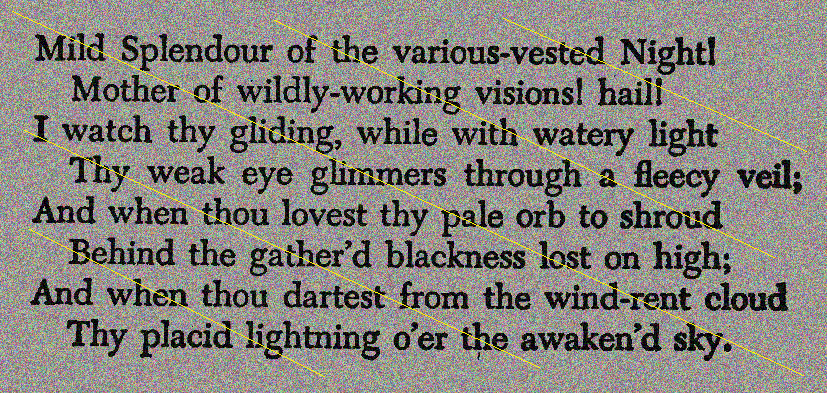 Mild Splendour of the various-vested Night!
Mother of wildly-working visions! hail!
I watch thy gliding, while with watery light
Thy weak eye glimmers through a fleecy veil;
And when thou lovest thy pale orb to shroud
Behind the gather'd blackness lost on high;
And when thou dartest from the wind-rent cloud
Thy placid lightning o'er the awaken'd sky.